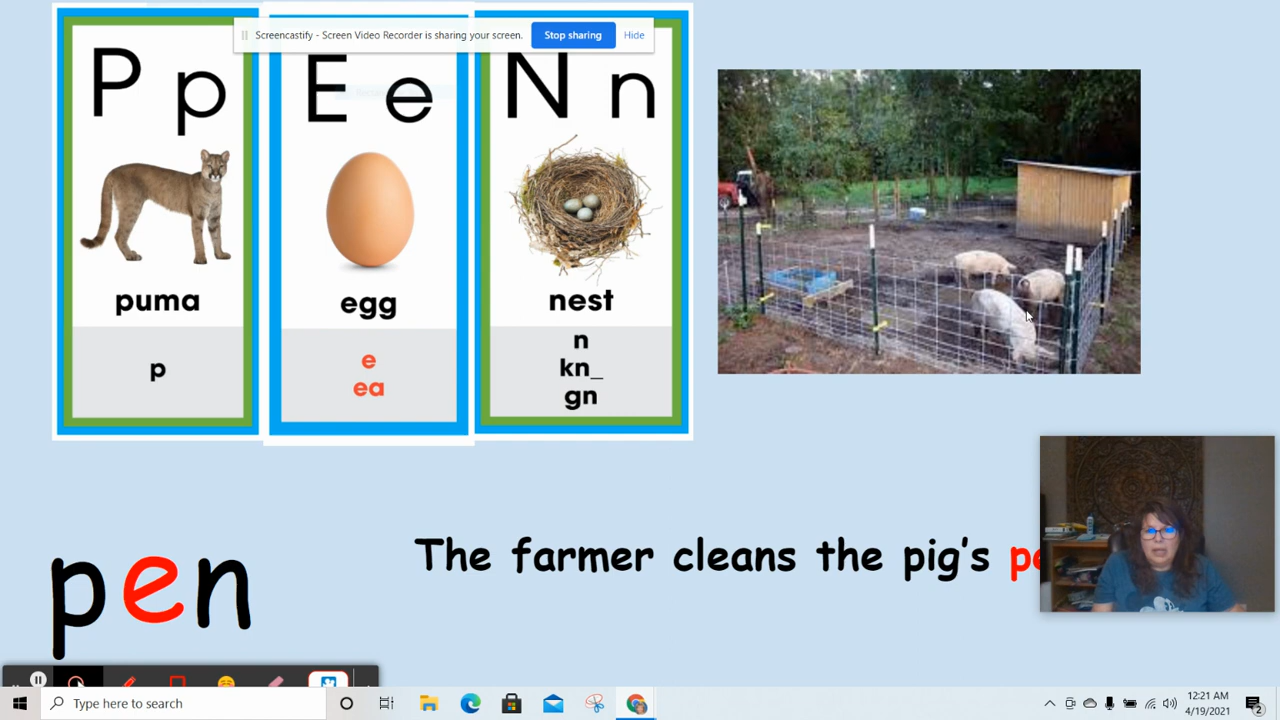 Screencastify - Screen Video Recorder is sharing your screen. Stop sharing Hide
P p
E e
N n
puma
egg
nest
p
e
ea
n
kn_
gn
The farmer cleans the pig's
pen
Type here to search
12:21 AM
4/19/2021
2